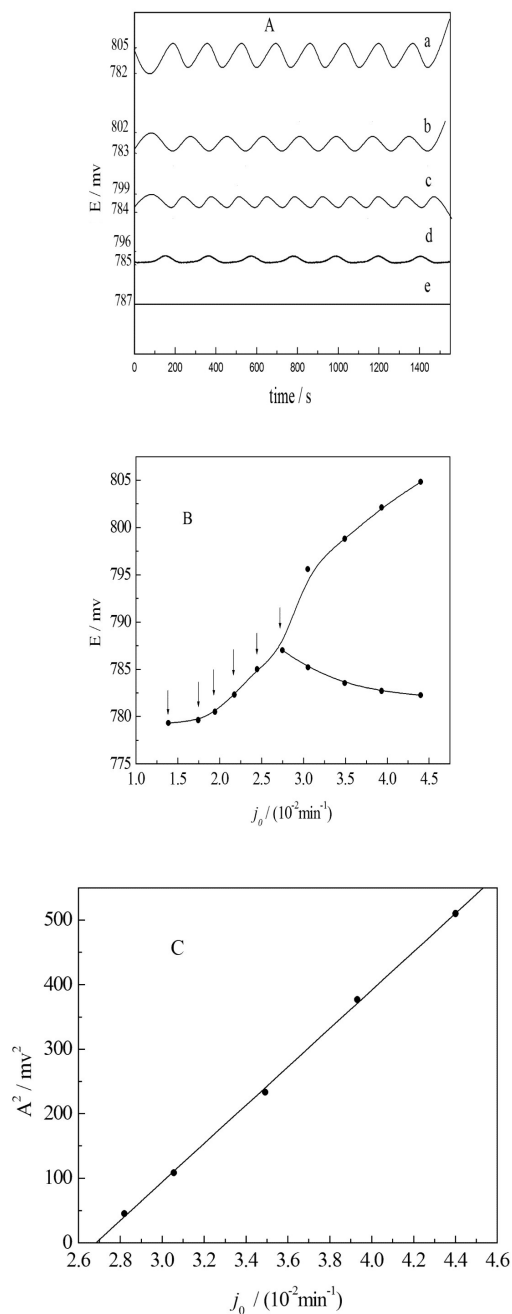 A
805
a
782
802
b
783
799
c
784
796
d
785
e
787
E / mv
0 200 400 600 800 1000 1200 1400
time / s
805
B
800
795
790
785
780
775
E / mv
1.0 1.5 2.0 2.5 3.0 3.5 4.0 4.5
j₀ / (10⁻²min⁻¹)
500
C
400
300
200
100
0
A² / mv²
2.6 2.8 3.0 3.2 3.4 3.6 3.8 4.0 4.2 4.4 4.6
j₀ / (10⁻²min⁻¹)